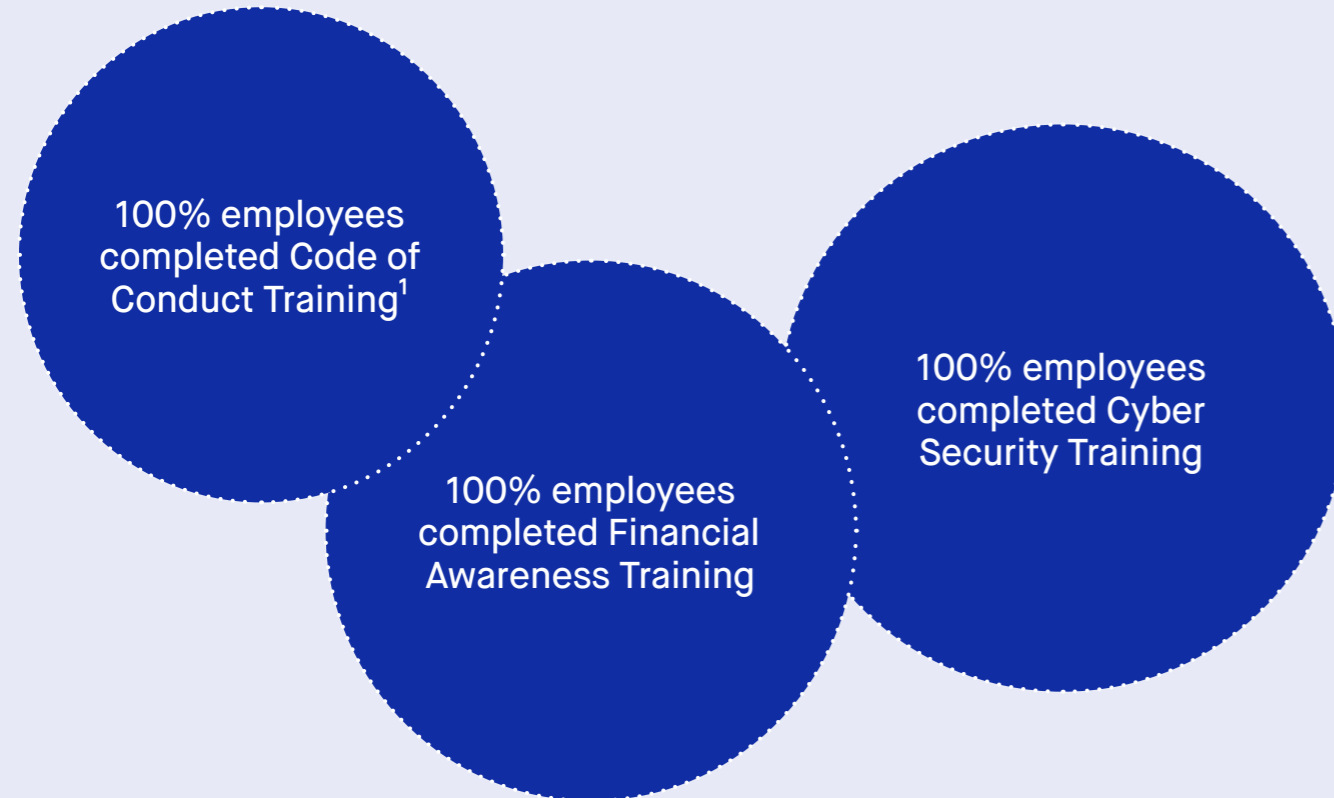 100% employees
completed Code of
Conduct Training¹
100% employees
completed Financial
Awareness Training
100% employees
completed Cyber
Security Training